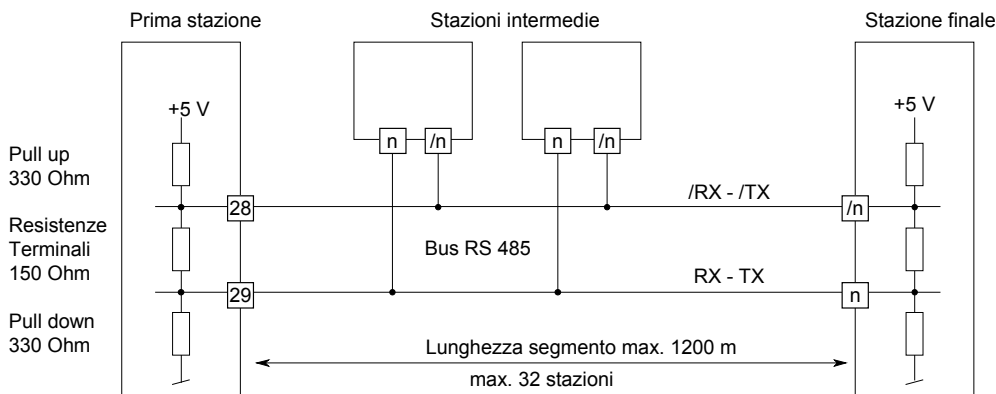 Prima stazione
Stazioni intermedie
Stazione finale
+5 V
+5 V
n
/n
n
/n
Pull up
330 Ohm
/RX - /TX
28
/n
Resistenze
Terminali
150 Ohm
Bus RS 485
RX - TX
29
n
Pull down
330 Ohm
Lunghezza segmento max. 1200 m
max. 32 stazioni